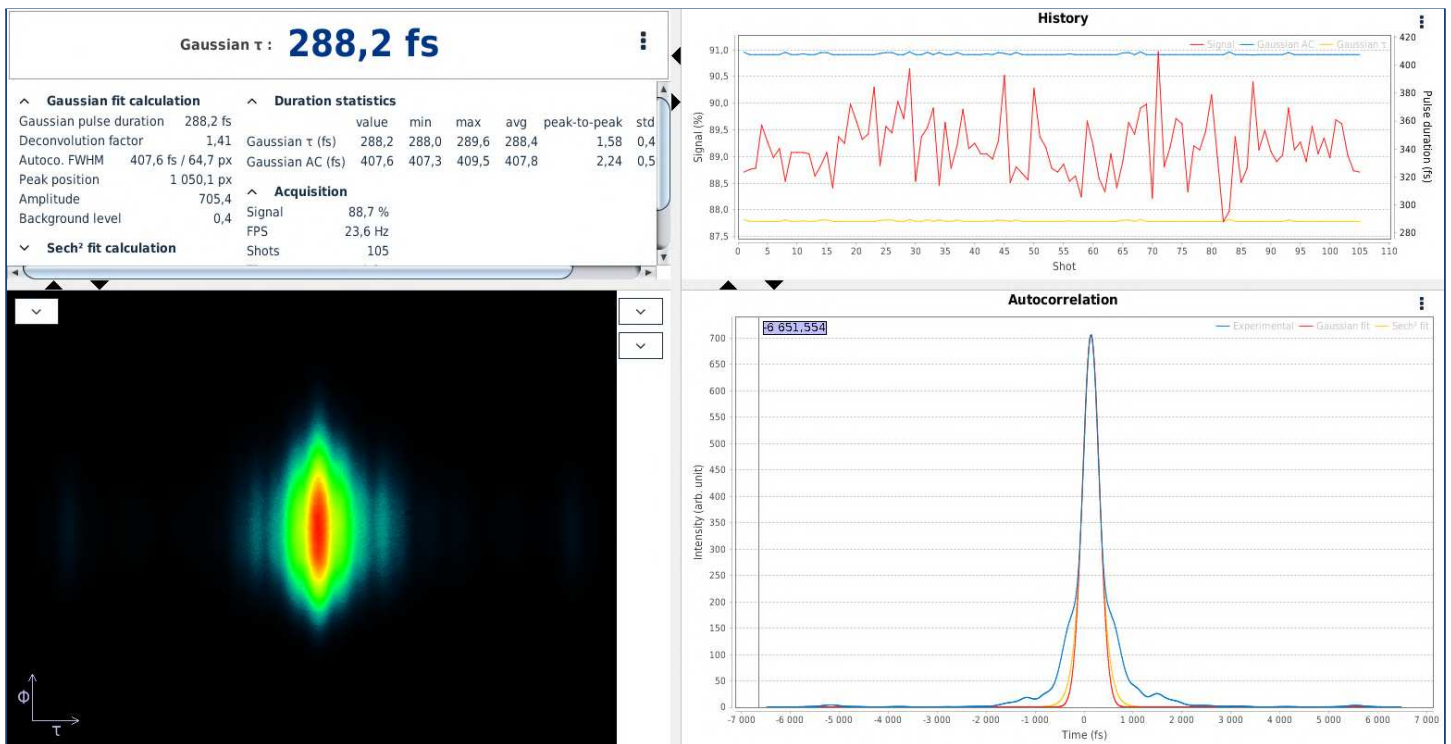 Gaussian τ : 288,2 fs
Gaussian fit calculation
Gaussian pulse duration 288,2 fs
Deconvolution factor 1,41
Autoco. FWHM 407,6 fs / 64,7 px
Peak position 1 050,1 px
Amplitude 705,4
Background level 0,4
Sech² fit calculation
Duration statistics
value min max avg peak-to-peak std
Gaussian τ (fs) 288,2 288,0 289,6 288,4 1,58 0,4
Gaussian AC (fs) 407,6 407,3 409,5 407,8 2,24 0,5
Acquisition
Signal 88,7 %
FPS 23,6 Hz
Shots 105
History
Signal Gaussian AC Gaussian τ
Signal (%)
91,0
90,5
90,0
89,5
89,0
88,5
88,0
87,5
420
400
380
360
340
320
300
280
Pulse duration (fs)
0 5 10 15 20 25 30 35 40 45 50 55 60 65 70 75 80 85 90 95 100 105 110
Shot
Φ
τ
Autocorrelation
-6 651,554
Experimental Gaussian fit Sech² fit
Intensity (arb. unit)
700
650
600
550
500
450
400
350
300
250
200
150
100
50
0
-7 000 -6 000 -5 000 -4 000 -3 000 -2 000 -1 000 0 1 000 2 000 3 000 4 000 5 000 6 000 7 000
Time (fs)